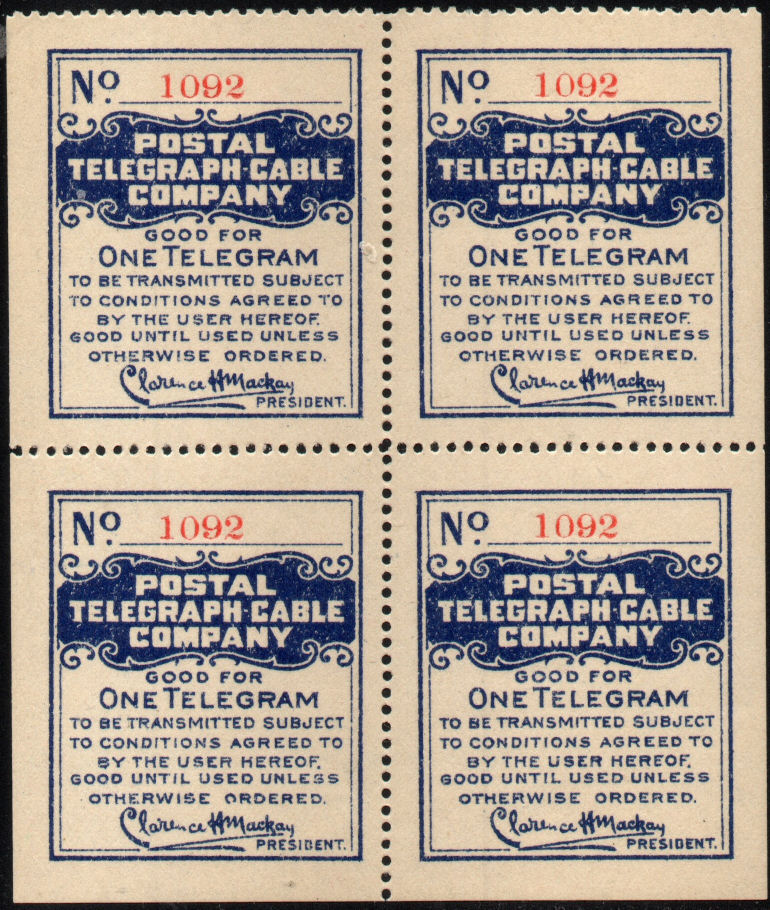 Nº 1092
POSTAL
TELEGRAPH-CABLE
COMPANY
GOOD FOR
ONE TELEGRAM
TO BE TRANSMITTED SUBJECT
TO CONDITIONS AGREED TO
BY THE USER HEREOF.
GOOD UNTIL USED UNLESS
OTHERWISE ORDERED.
Clarence H Mackay
PRESIDENT.
Nº 1092
POSTAL
TELEGRAPH-CABLE
COMPANY
GOOD FOR
ONE TELEGRAM
TO BE TRANSMITTED SUBJECT
TO CONDITIONS AGREED TO
BY THE USER HEREOF.
GOOD UNTIL USED UNLESS
OTHERWISE ORDERED.
Clarence H Mackay
PRESIDENT.
Nº 1092
POSTAL
TELEGRAPH-CABLE
COMPANY
GOOD FOR
ONE TELEGRAM
TO BE TRANSMITTED SUBJECT
TO CONDITIONS AGREED TO
BY THE USER HEREOF.
GOOD UNTIL USED UNLESS
OTHERWISE ORDERED.
Clarence H Mackay
PRESIDENT.
Nº 1092
POSTAL
TELEGRAPH-CABLE
COMPANY
GOOD FOR
ONE TELEGRAM
TO BE TRANSMITTED SUBJECT
TO CONDITIONS AGREED TO
BY THE USER HEREOF.
GOOD UNTIL USED UNLESS
OTHERWISE ORDERED.
Clarence H Mackay
PRESIDENT.